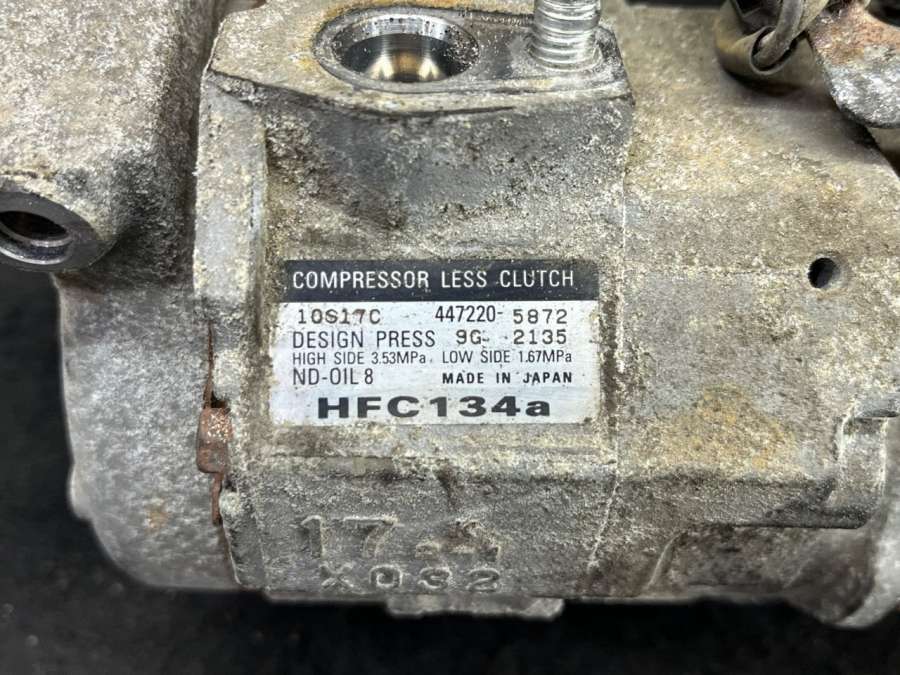 COMPRESSOR LESS CLUTCH
10S17C 447220-5872
DESIGN PRESS 9G- 2135
HIGH SIDE 3.53MPa LOW SIDE 1.67MPa
ND-OIL 8 MADE IN JAPAN
HFC134a
17
X032